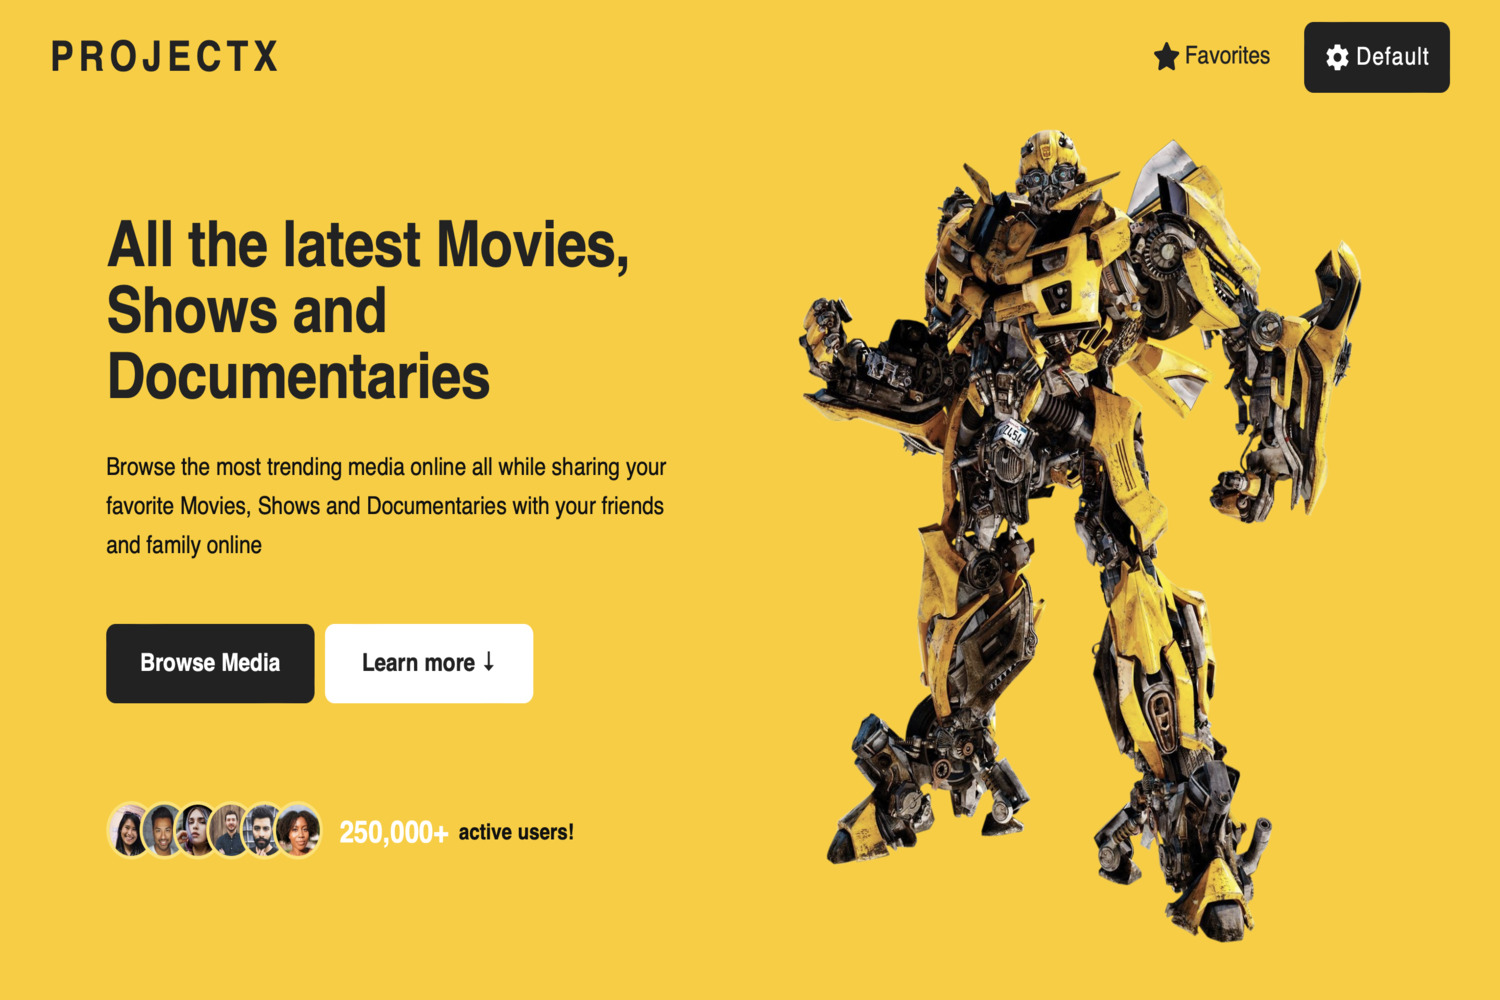 PROJECTX
Favorites
Default
All the latest Movies,
Shows and
Documentaries
Browse the most trending media online all while sharing your
favorite Movies, Shows and Documentaries with your friends
and family online
Browse Media
Learn more ↓
250,000+ active users!